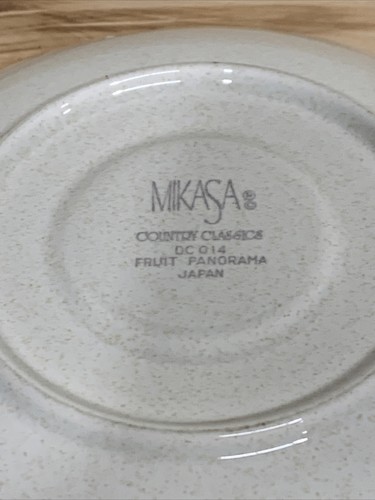 MIKASA®
COUNTRY CLASSICS
DC 014
FRUIT PANORAMA
JAPAN